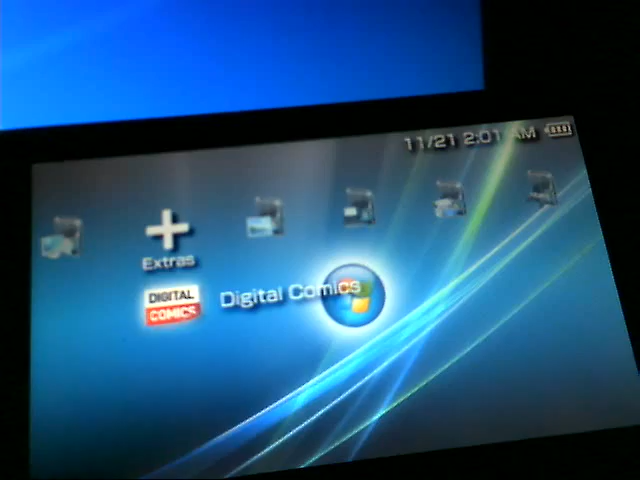 11/21 2:01 AM
Extras
DIGITAL
COMICS
Digital Comics